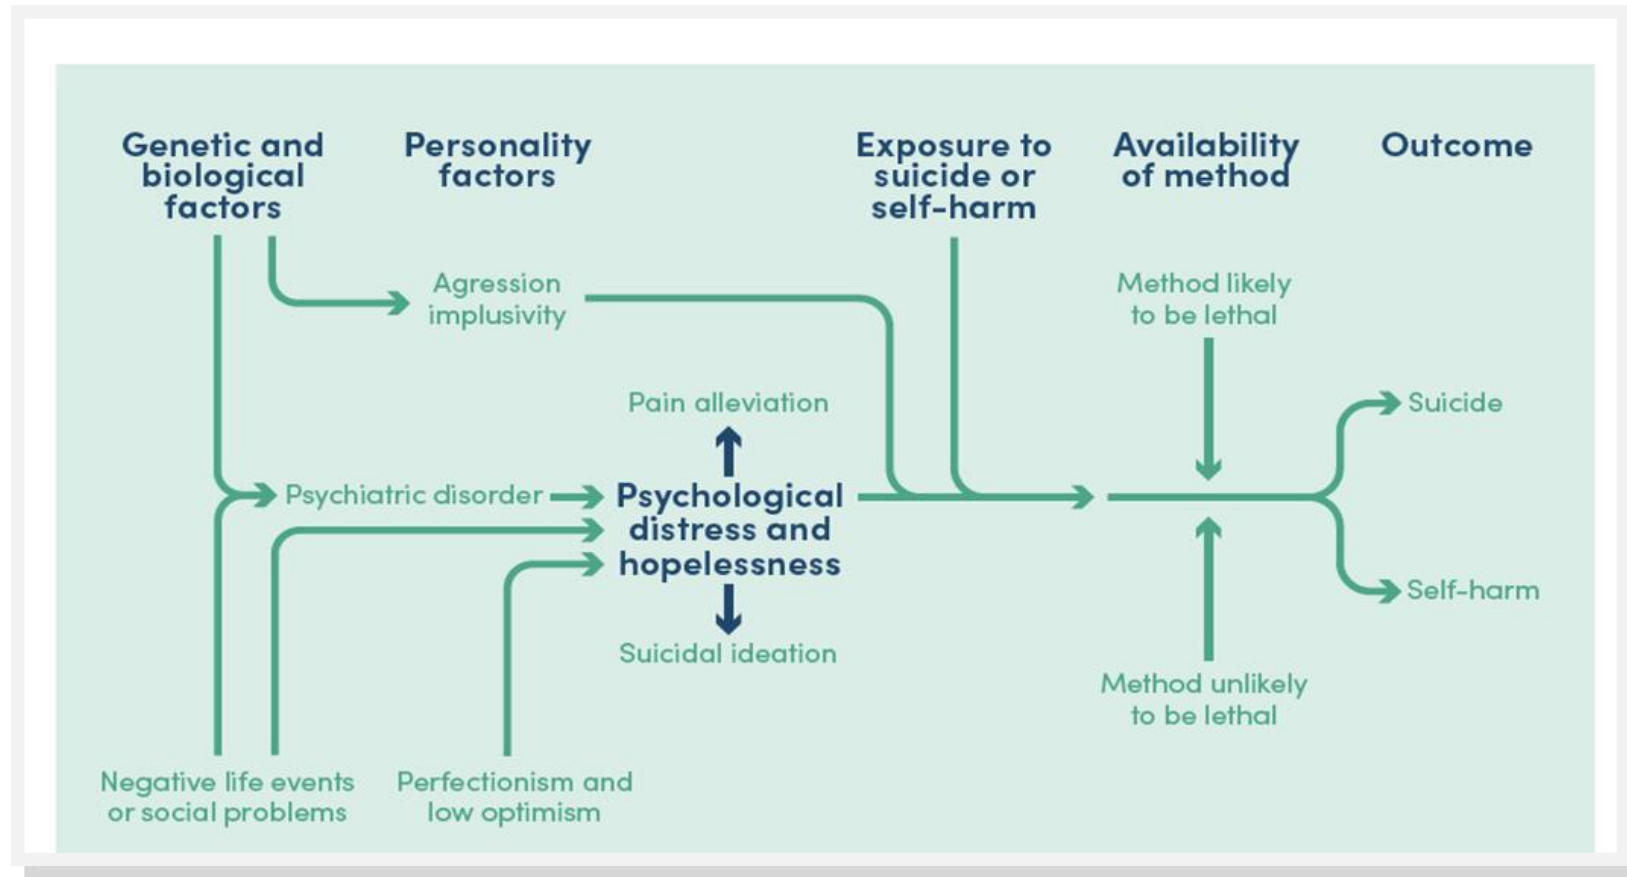 Genetic and
biological
factors
Personality
factors
Exposure to
suicide or
self-harm
Availability
of method
Outcome
Agression
implusivity
Method likely
to be lethal
Pain alleviation
Suicide
Psychiatric disorder
Psychological
distress and
hopelessness
Self-harm
Suicidal ideation
Method unlikely
to be lethal
Negative life events
or social problems
Perfectionism and
low optimism